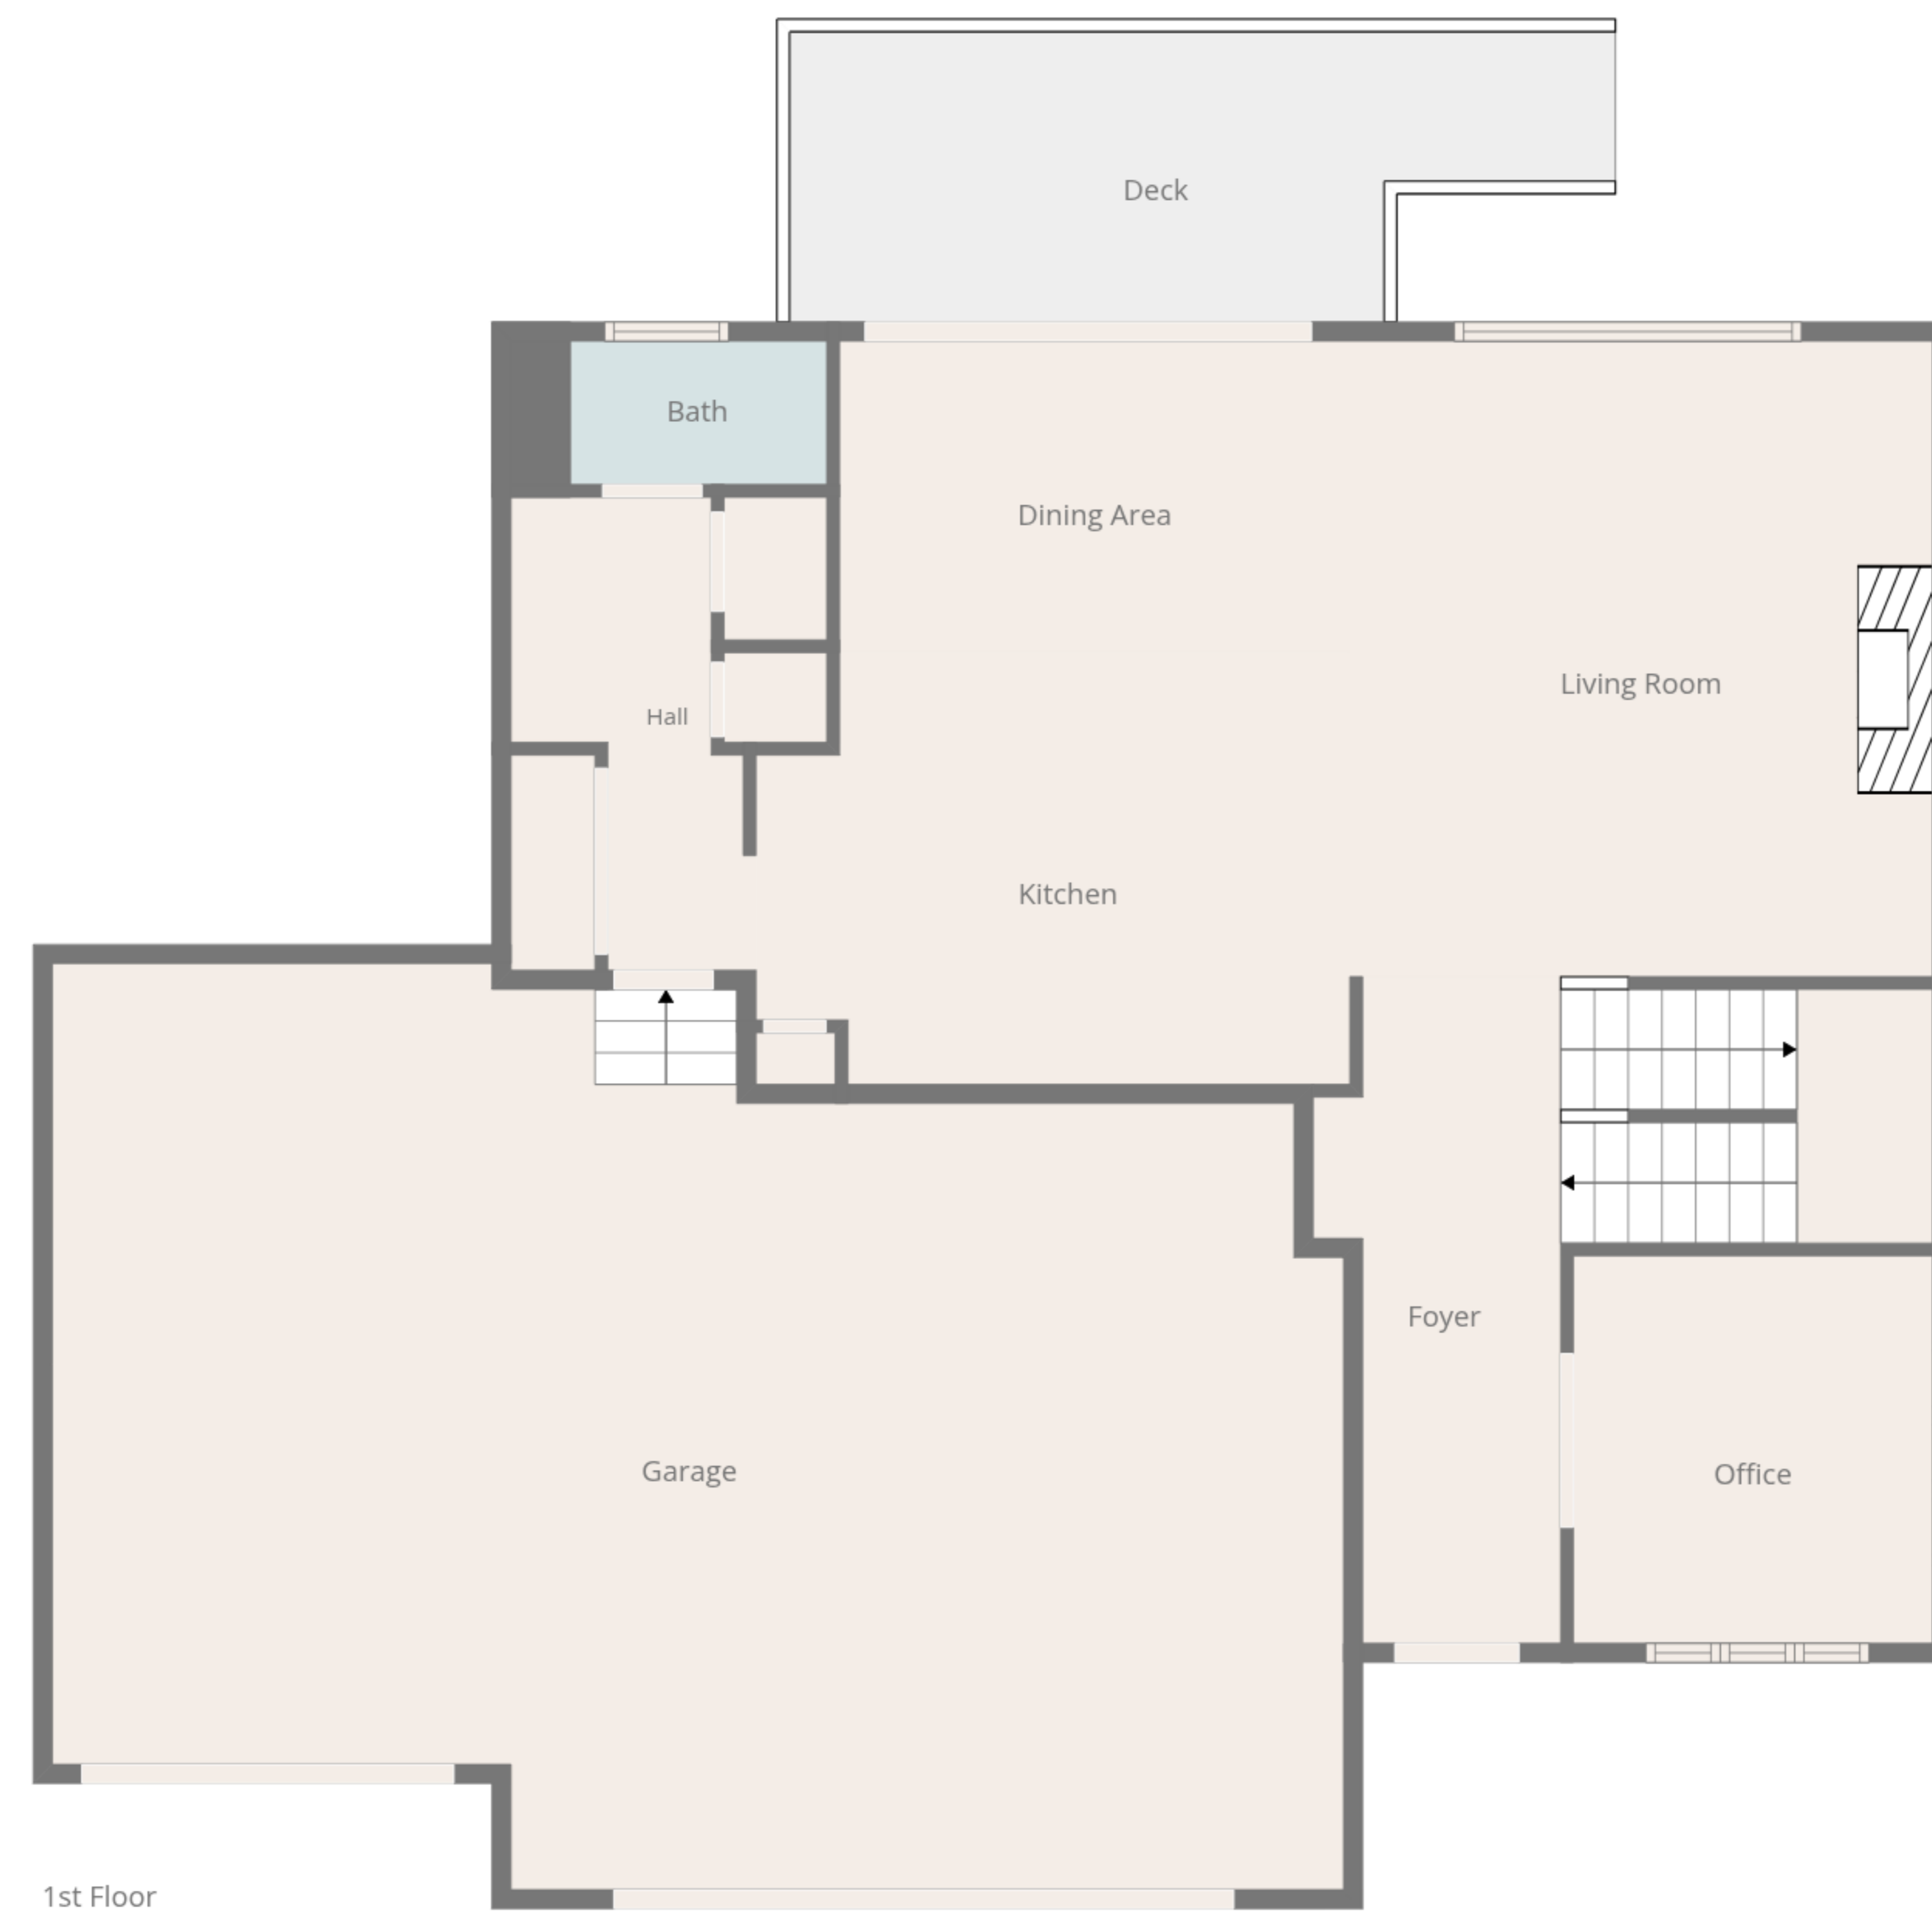 Deck
Bath
Dining Area
Living Room
Hall
Kitchen
Foyer
Garage
Office
1st Floor